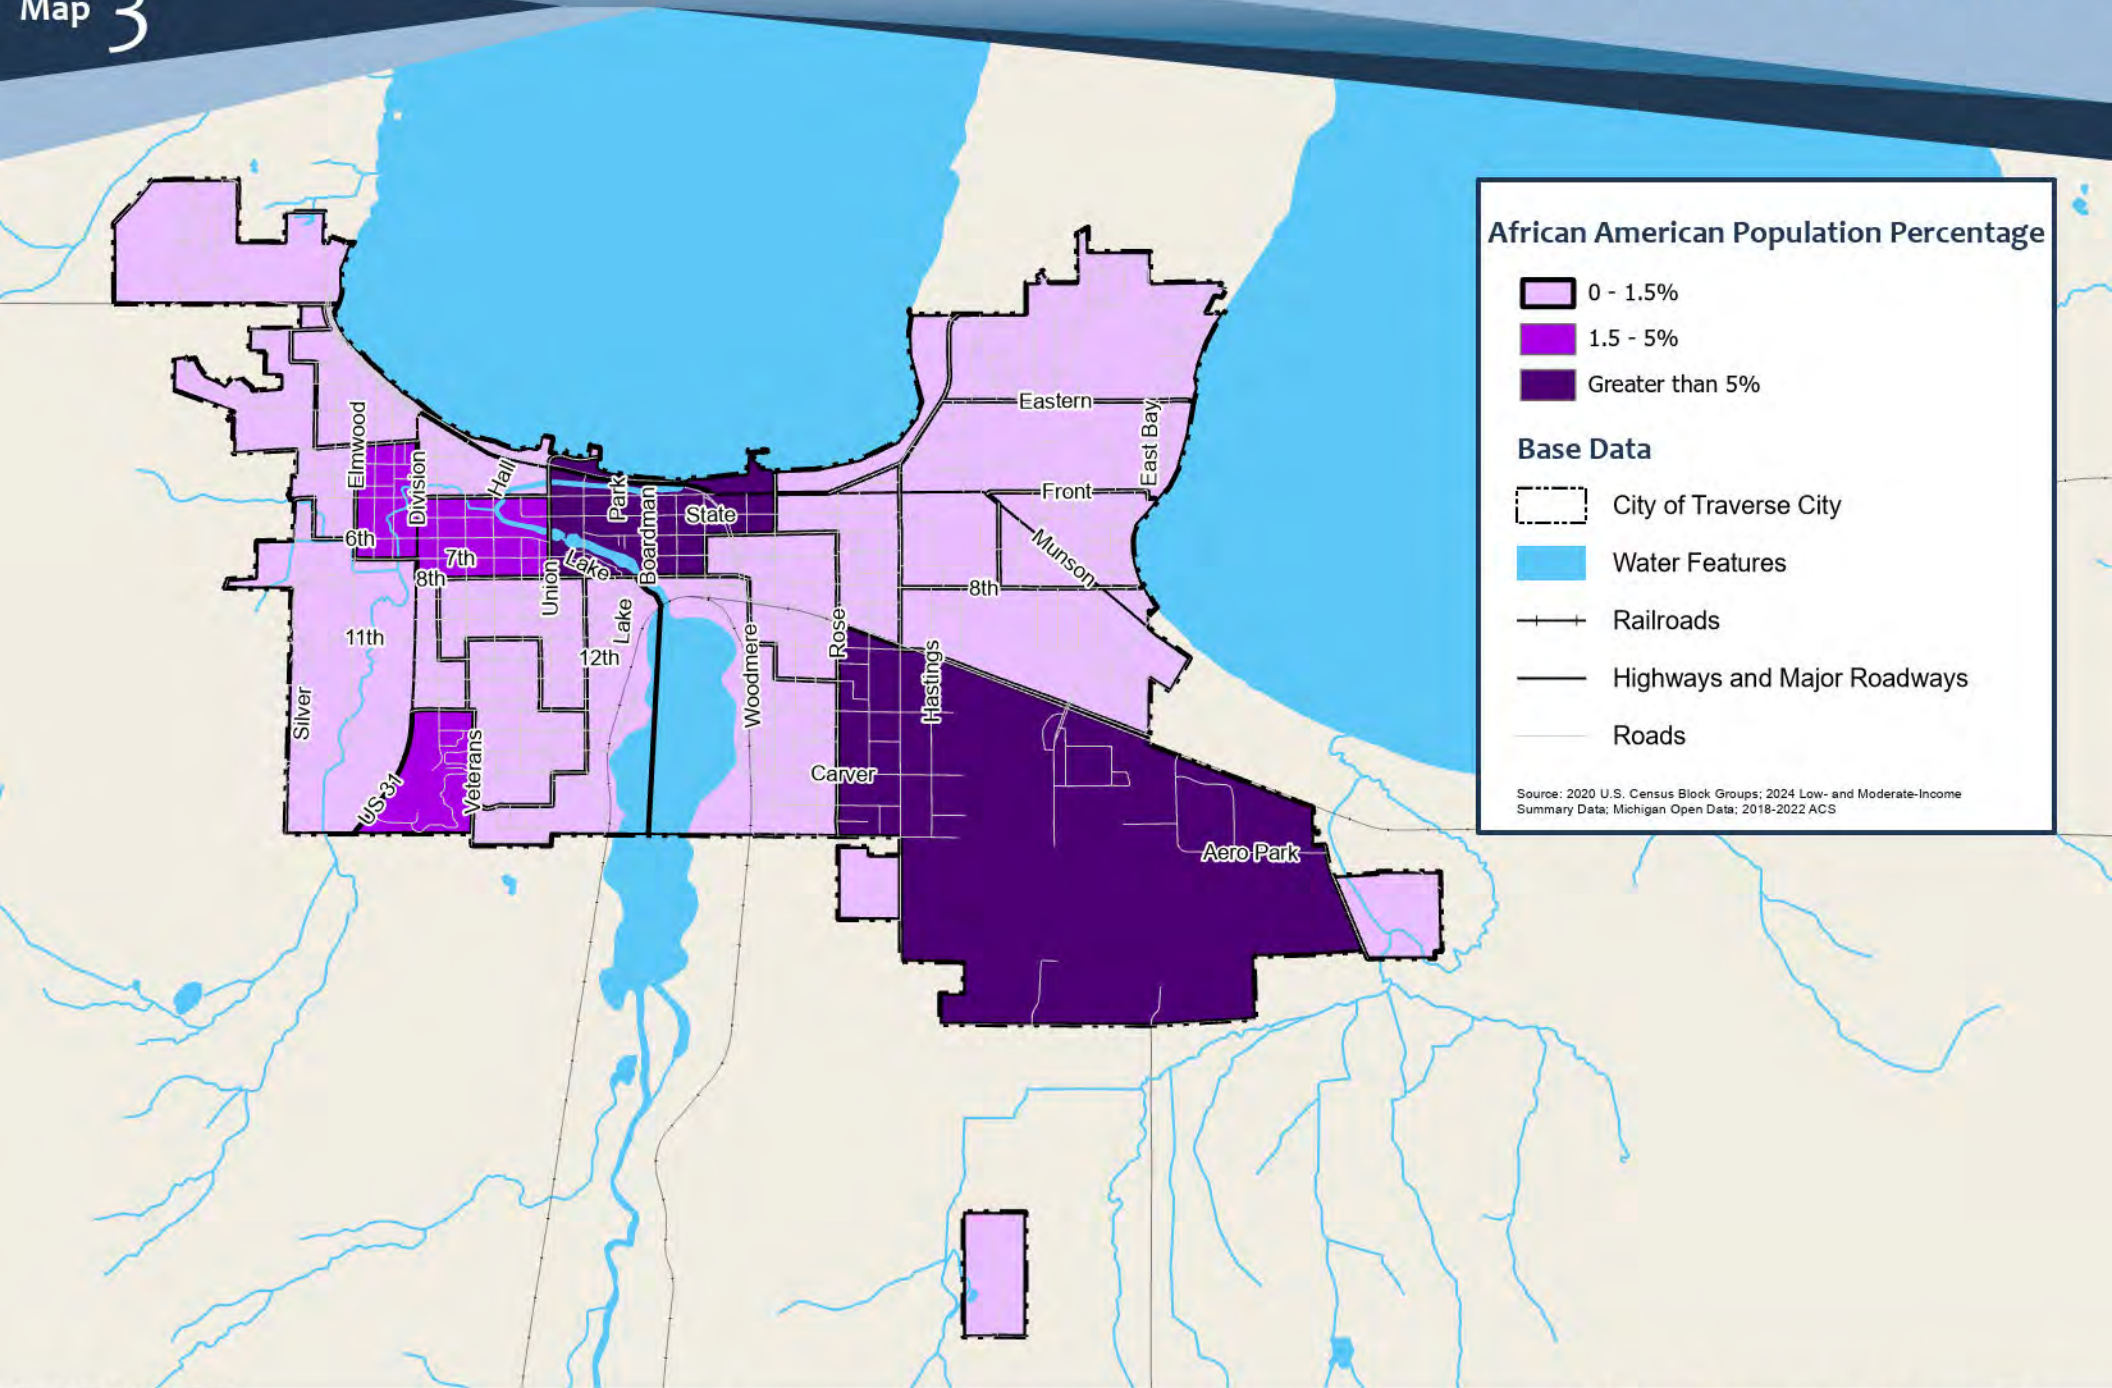 Map 3
African American Population Percentage
0 - 1.5%
1.5 - 5%
Greater than 5%
Base Data
City of Traverse City
Water Features
Railroads
Highways and Major Roadways
Roads
Source: 2020 U.S. Census Block Groups; 2024 Low- and Moderate-Income
Summary Data; Michigan Open Data; 2018-2022 ACS
Eastern
East Bay
Elmwood
Division
Hall
Park
Boardman
State
Front
6th
7th
8th
Union
Lake
Munson
8th
11th
Lake
12th
Rose
Woodmere
Hastings
Silver
Veterans
US-31
Carver
Aero Park